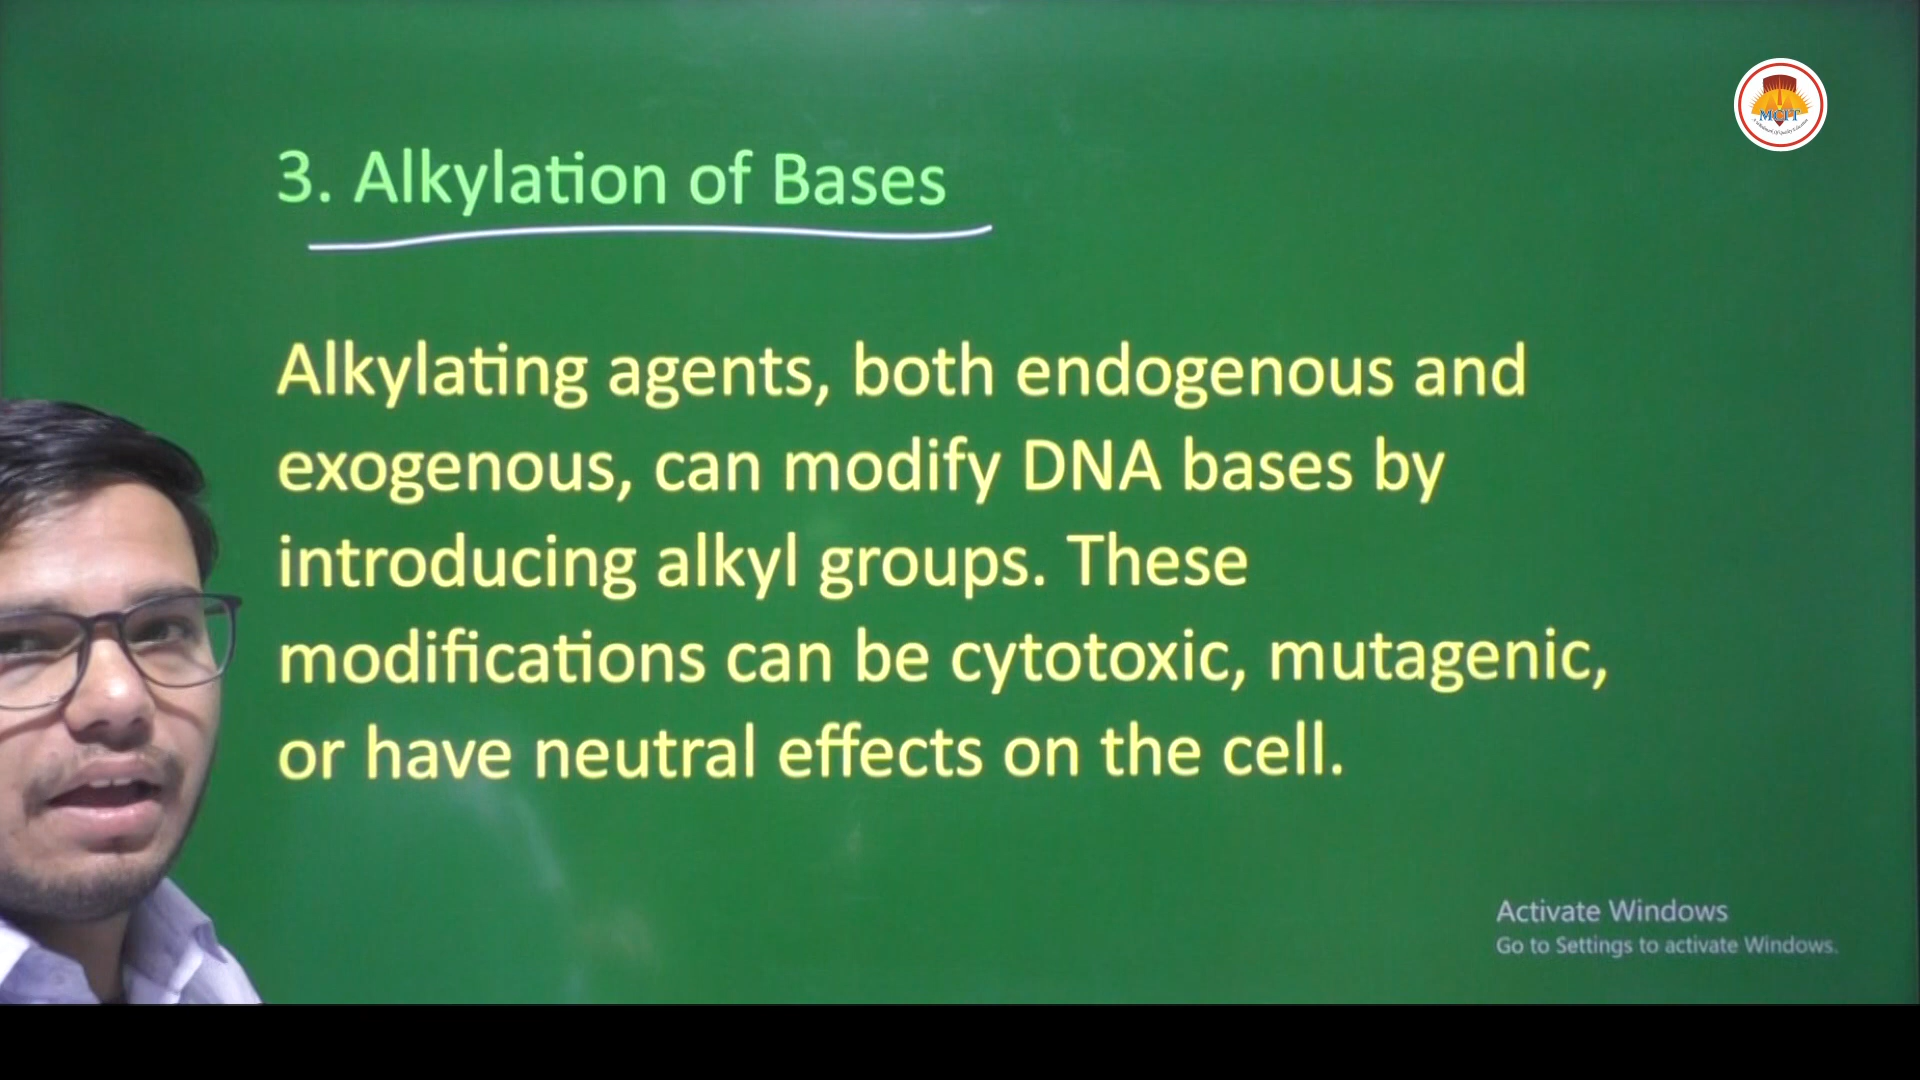 MCPT
3. Alkylation of Bases
Alkylating agents, both endogenous and
exogenous, can modify DNA bases by
introducing alkyl groups. These
modifications can be cytotoxic, mutagenic,
or have neutral effects on the cell.
Activate Windows
Go to Settings to activate Windows.